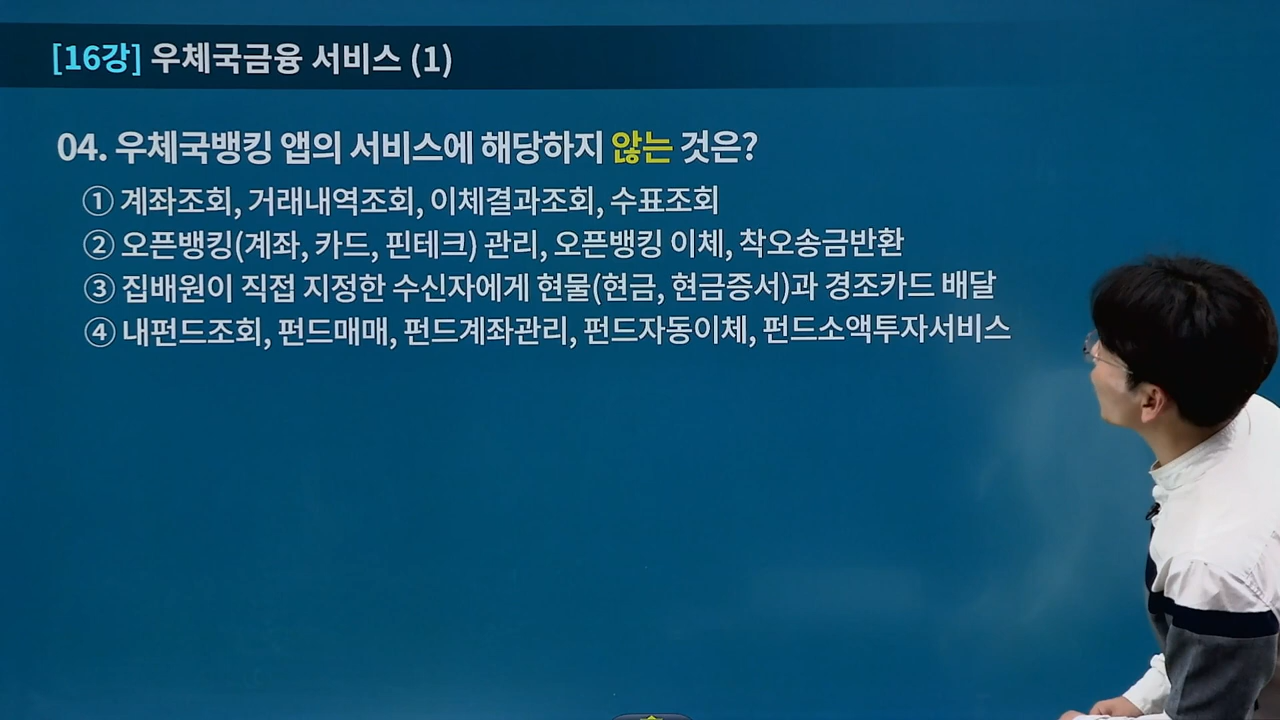 [16강] 우체국금융 서비스 (1)
04. 우체국뱅킹 앱의 서비스에 해당하지 않는 것은?
① 계좌조회, 거래내역조회, 이체결과조회, 수표조회
② 오픈뱅킹(계좌, 카드, 핀테크) 관리, 오픈뱅킹 이체, 착오송금반환
③ 집배원이 직접 지정한 수신자에게 현물(현금, 현금증서)과 경조카드 배달
④ 내펀드조회, 펀드매매, 펀드계좌관리, 펀드자동이체, 펀드소액투자서비스